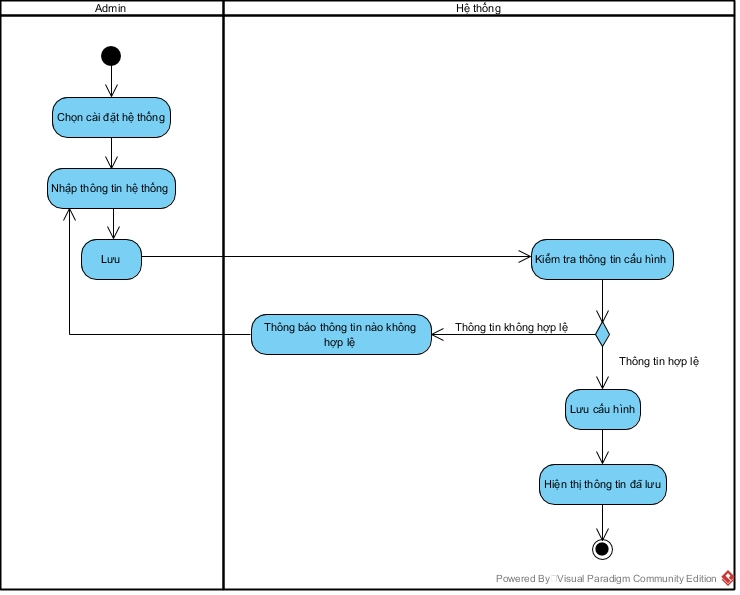 Admin
Hệ thống
Chọn cài đặt hệ thống
Nhập thông tin hệ thống
Lưu
Kiểm tra thông tin cấu hình
Thông báo thông tin nào không
hợp lệ
Thông tin không hợp lệ
Thông tin hợp lệ
Lưu cấu hình
Hiện thị thông tin đã lưu
Powered By Visual Paradigm Community Edition